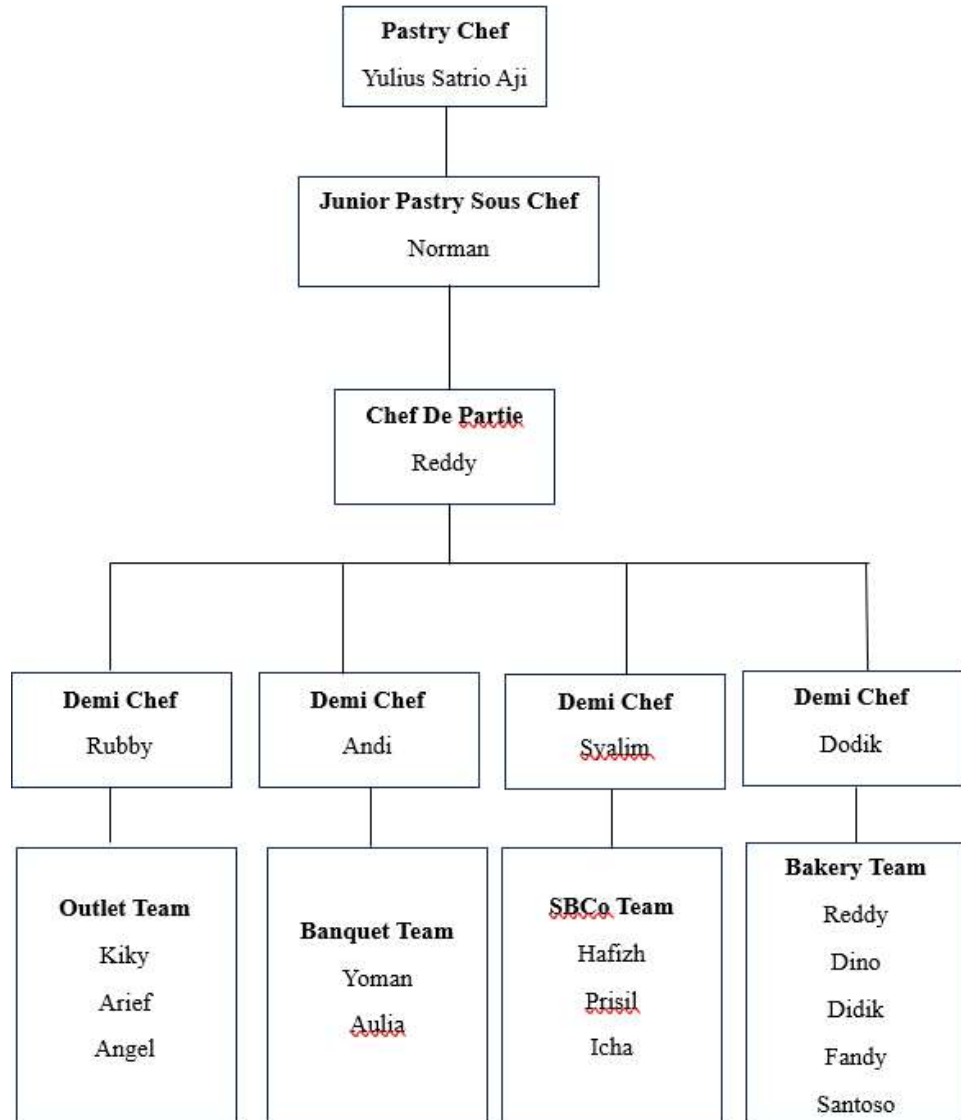 Pastry Chef
Yulius Satrio Aji
Junior Pastry Sous Chef
Norman
Chef De Partie
Reddy
Demi Chef
Rubby
Demi Chef
Andi
Demi Chef
Syalim
Demi Chef
Dodik
Outlet Team
Kiky
Arief
Angel
Banquet Team
Yoman
Aulia
SBCo Team
Hafizh
Prisil
Icha
Bakery Team
Reddy
Dino
Didik
Fandy
Santoso